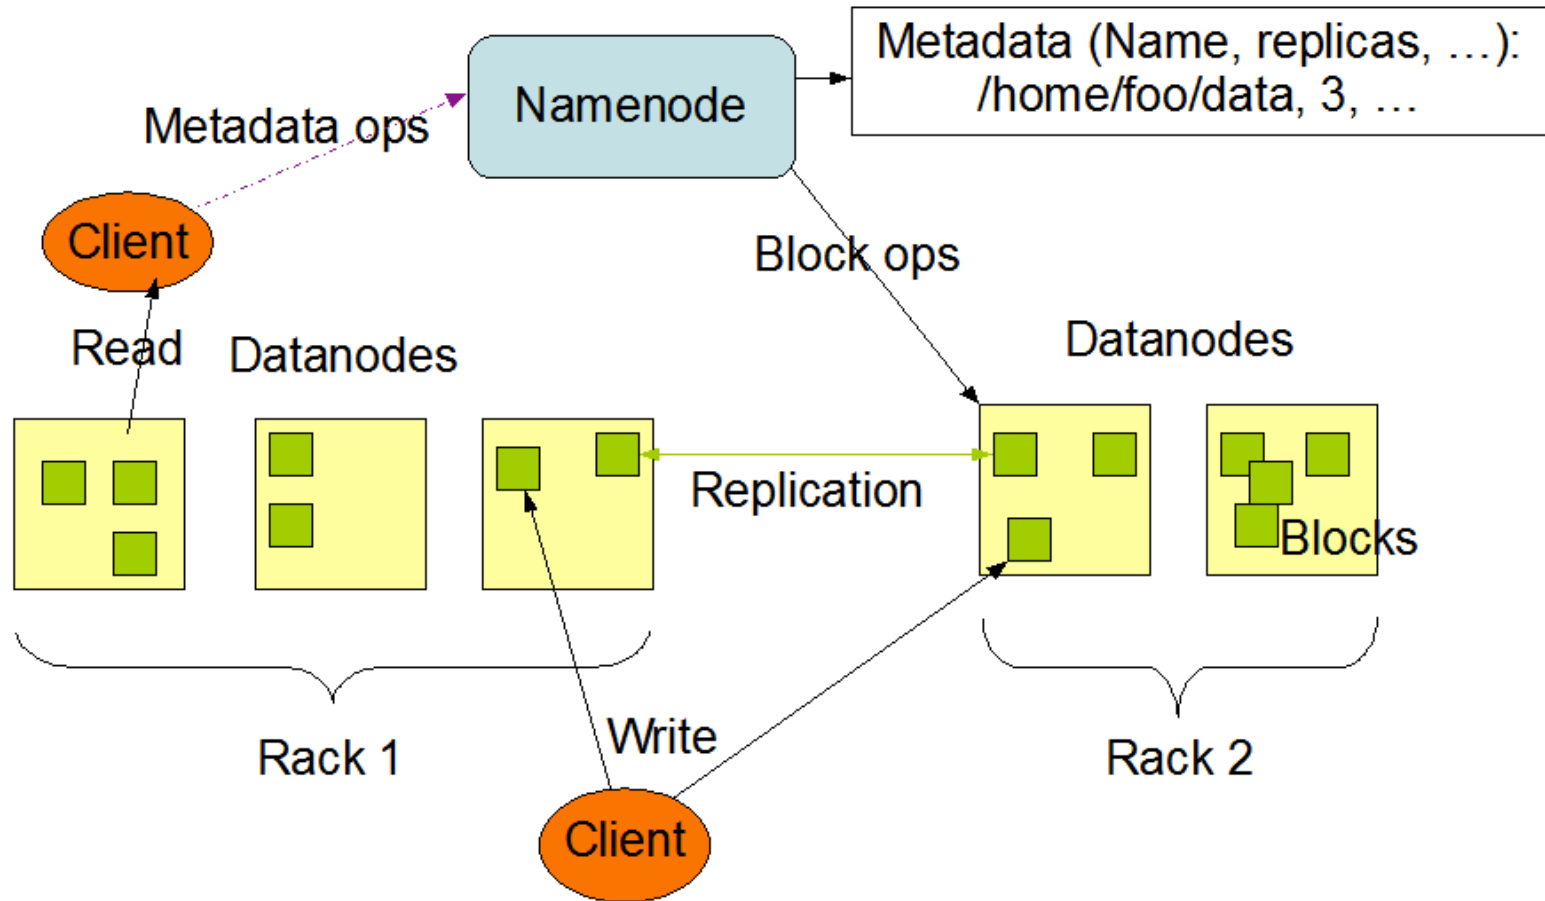 Metadata (Name, replicas, …):
/home/foo/data, 3, …
Namenode
Metadata ops
Client
Block ops
Read
Datanodes
Datanodes
Replication
Blocks
Rack 1
Write
Rack 2
Client